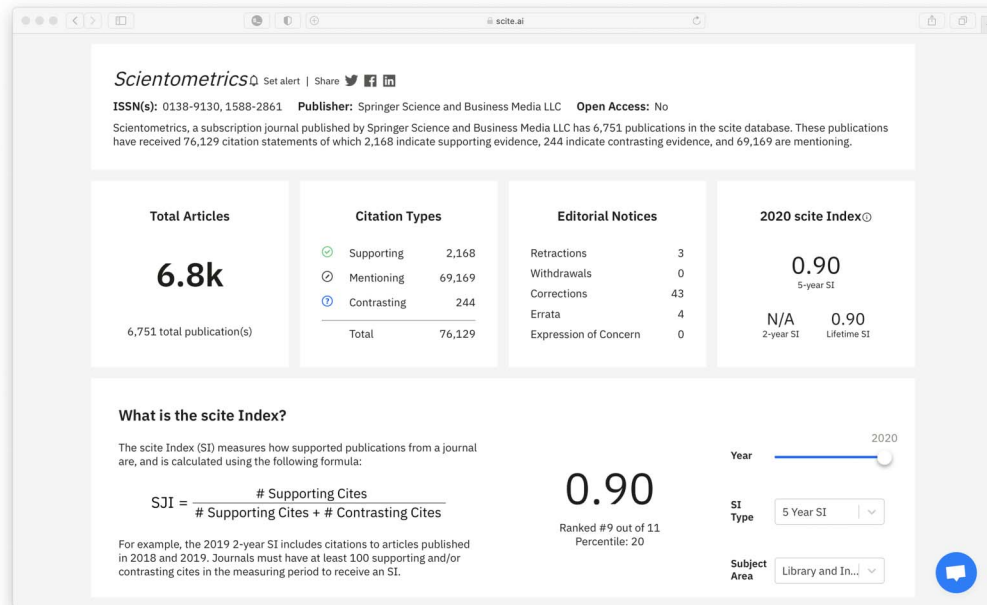 scite.ai
Scientometrics Set alert | Share
ISSN(s): 0138-9130, 1588-2861 Publisher: Springer Science and Business Media LLC Open Access: No
Scientometrics, a subscription journal published by Springer Science and Business Media LLC has 6,751 publications in the scite database. These publications
have received 76,129 citation statements of which 2,168 indicate supporting evidence, 244 indicate contrasting evidence, and 69,169 are mentioning.
Total Articles
6.8k
6,751 total publication(s)
Citation Types
Supporting 2,168
Mentioning 69,169
Contrasting 244
Total 76,129
Editorial Notices
Retractions 3
Withdrawals 0
Corrections 43
Errata 4
Expression of Concern 0
2020 scite Index
0.90
5-year SI
N/A 0.90
2-year SI Lifetime SI
What is the scite Index?
The scite Index (SI) measures how supported publications from a journal
are, and is calculated using the following formula:
SJI = # Supporting Cites
# Supporting Cites + # Contrasting Cites
For example, the 2019 2-year SI includes citations to articles published
in 2018 and 2019. Journals must have at least 100 supporting and/or
contrasting cites in the measuring period to receive an SI.
0.90
Ranked #9 out of 11
Percentile: 20
2020
Year
SI
Type
5 Year SI
Subject
Area
Library and In...